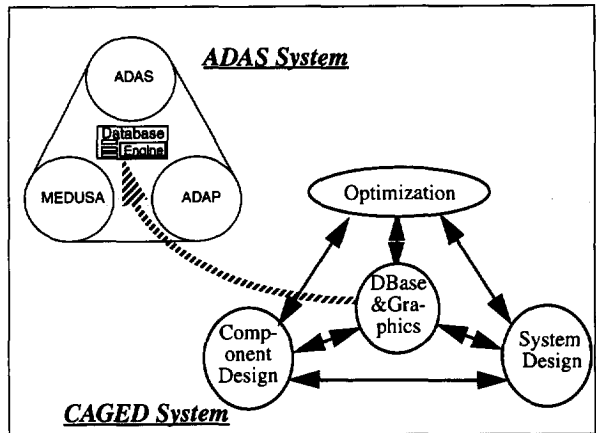 ADAS System
ADAS
Database
Engine
MEDUSA
ADAP
Optimization
DBase
&Gra-
phics
Comp-
onent
Design
System
Design
CAGED System